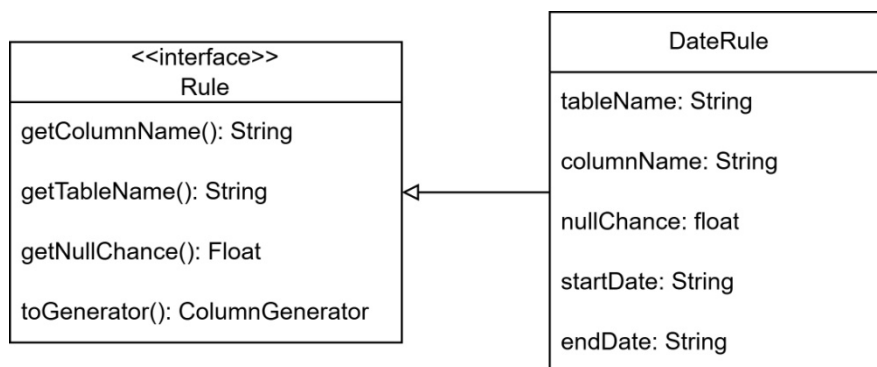 <<interface>>
Rule
getColumnName(): String
getTableName(): String
getNullChance(): Float
toGenerator(): ColumnGenerator
DateRule
tableName: String
columnName: String
nullChance: float
startDate: String
endDate: String